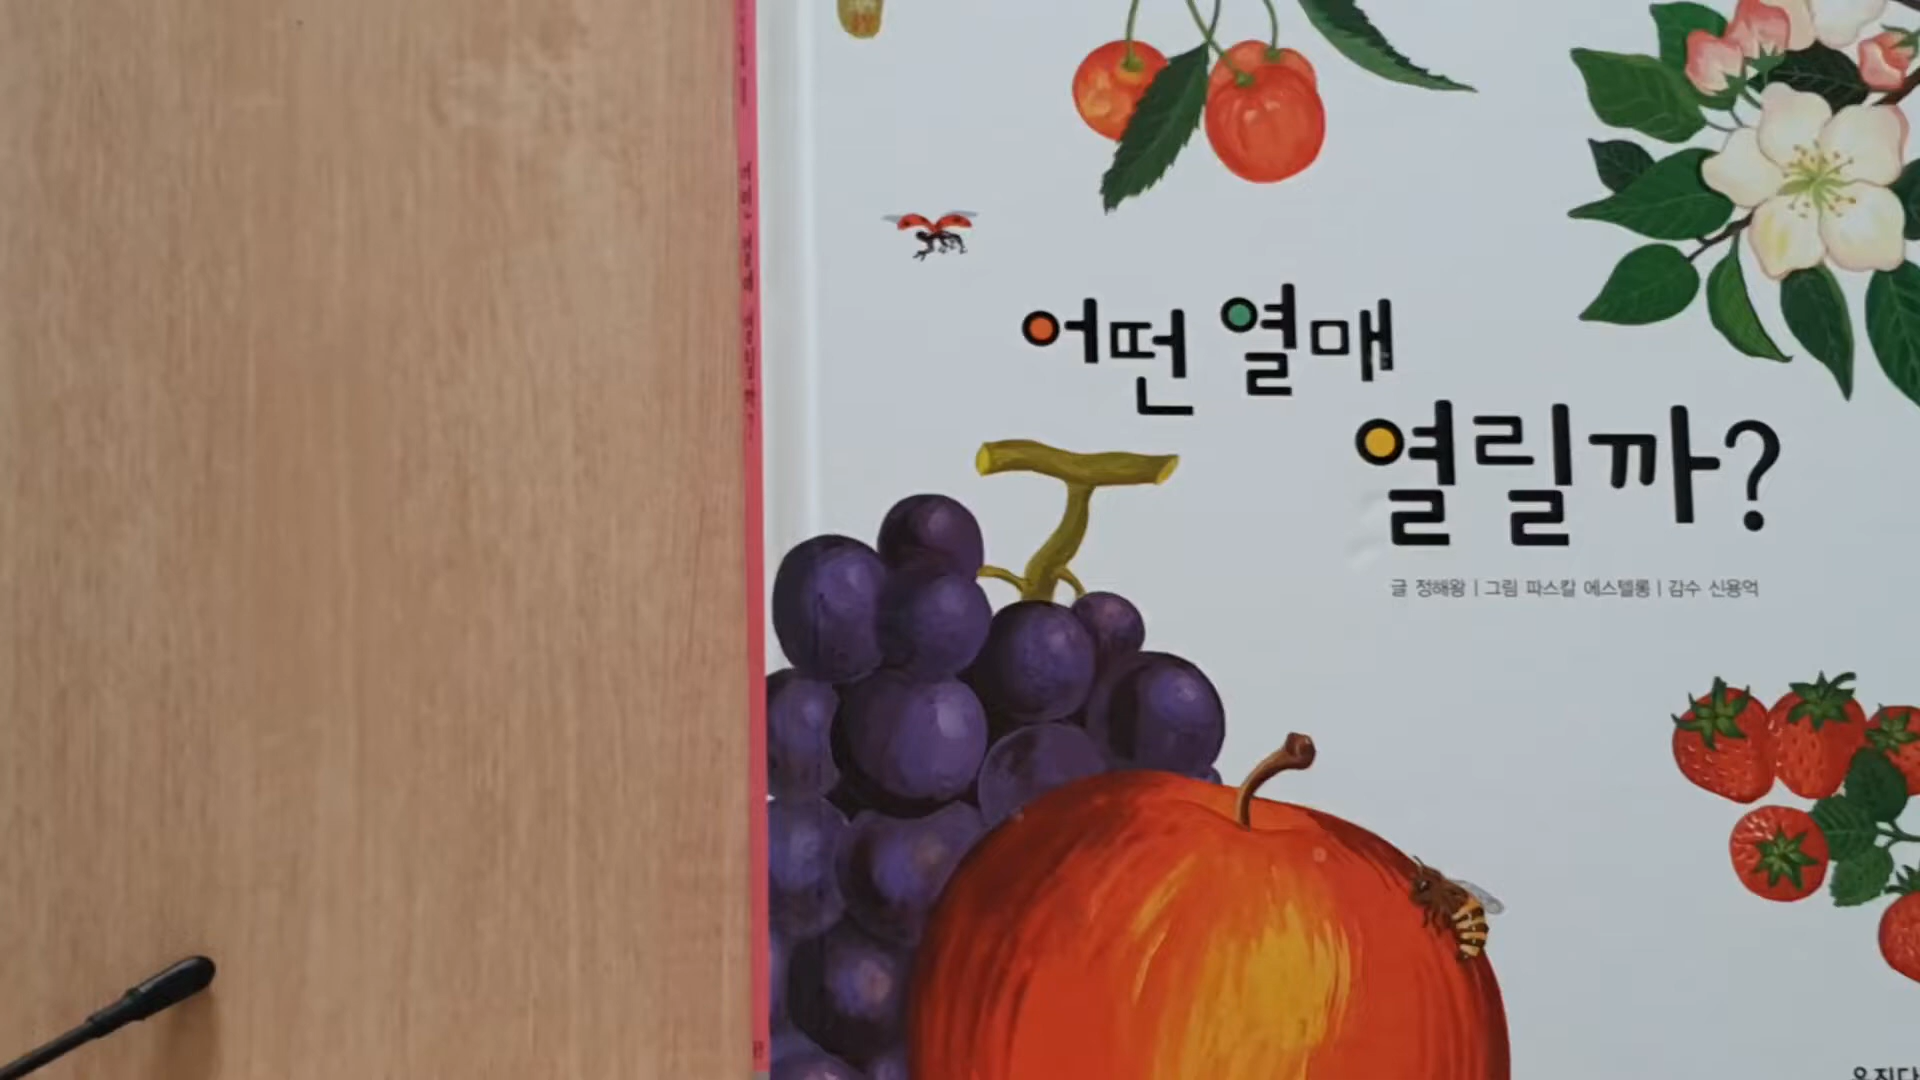 어떤 열매
열릴까?
글 정해왕 | 그림 파스칼 에스텔롱 | 감수 신용억